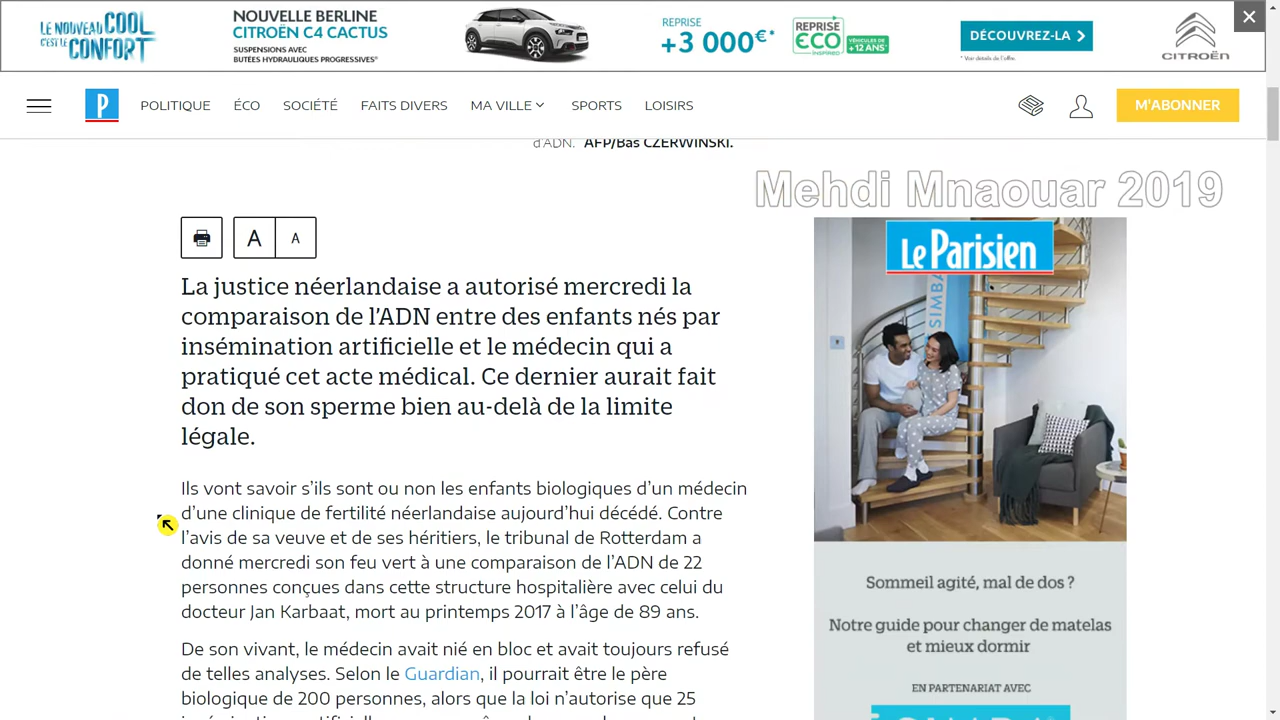 LE NOUVEAU COOL
C'EST LE CONFORT
NOUVELLE BERLINE
CITROËN C4 CACTUS
SUSPENSIONS AVEC
BUTÉES HYDRAULIQUES PROGRESSIVES°
REPRISE
+3 000€*
REPRISE
ECO
INSPIRED
VÉHICULES DE
+12 ANS*
DÉCOUVREZ-LA
* Voir détails de l'offre.
CITROËN
P
POLITIQUE
ÉCO
SOCIÉTÉ
FAITS DIVERS
MA VILLE
SPORTS
LOISIRS
M'ABONNER
d'ADN. AFP/Bas CZERWINSKI.
Mehdi Mnaouar 2019
A
A
La justice néerlandaise a autorisé mercredi la
comparaison de l'ADN entre des enfants nés par
insémination artificielle et le médecin qui a
pratiqué cet acte médical. Ce dernier aurait fait
don de son sperme bien au-delà de la limite
légale.
Ils vont savoir s'ils sont ou non les enfants biologiques d'un médecin
d'une clinique de fertilité néerlandaise aujourd'hui décédé. Contre
l'avis de sa veuve et de ses héritiers, le tribunal de Rotterdam a
donné mercredi son feu vert à une comparaison de l'ADN de 22
personnes conçues dans cette structure hospitalière avec celui du
docteur Jan Karbaat, mort au printemps 2017 à l'âge de 89 ans.
De son vivant, le médecin avait nié en bloc et avait toujours refusé
de telles analyses. Selon le Guardian, il pourrait être le père
biologique de 200 personnes, alors que la loi n'autorise que 25
Le Parisien
SIMBA
Sommeil agité, mal de dos ?
Notre guide pour changer de matelas
et mieux dormir
EN PARTENARIAT AVEC